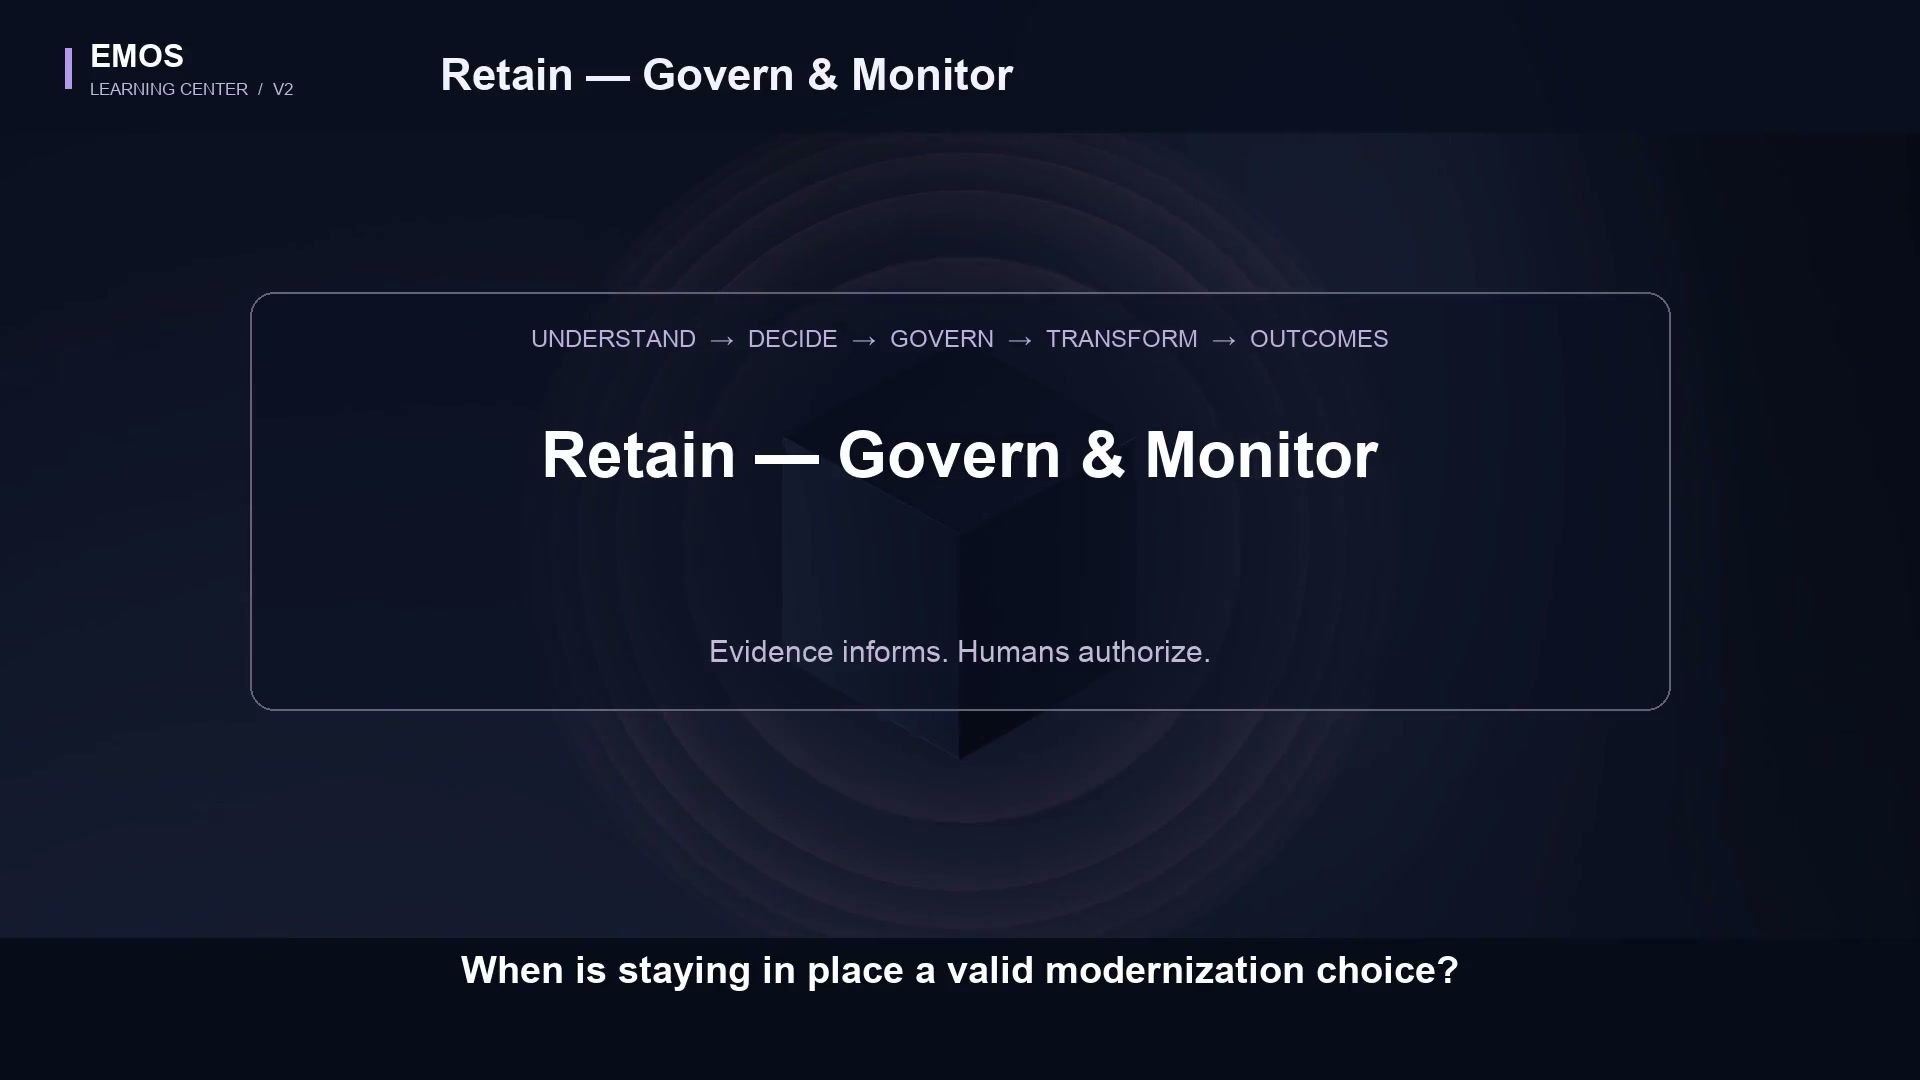 EMOS
LEARNING CENTER / V2
Retain — Govern & Monitor
UNDERSTAND → DECIDE → GOVERN → TRANSFORM → OUTCOMES
Retain — Govern & Monitor
Evidence informs. Humans authorize.
When is staying in place a valid modernization choice?